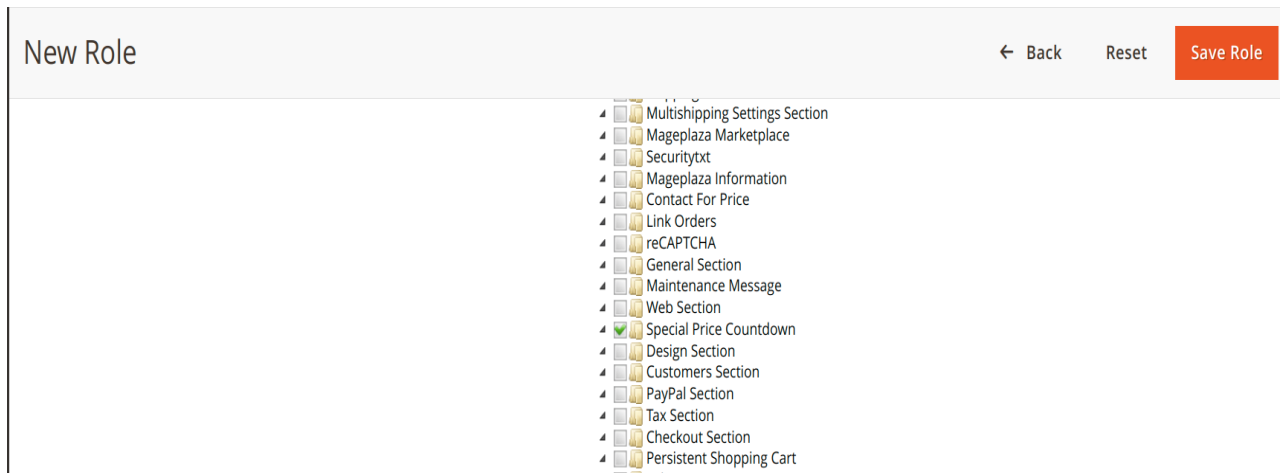 New Role
← Back
Reset
Save Role
Multishipping Settings Section
Mageplaza Marketplace
Securitytxt
Mageplaza Information
Contact For Price
Link Orders
reCAPTCHA
General Section
Maintenance Message
Web Section
Special Price Countdown
Design Section
Customers Section
PayPal Section
Tax Section
Checkout Section
Persistent Shopping Cart